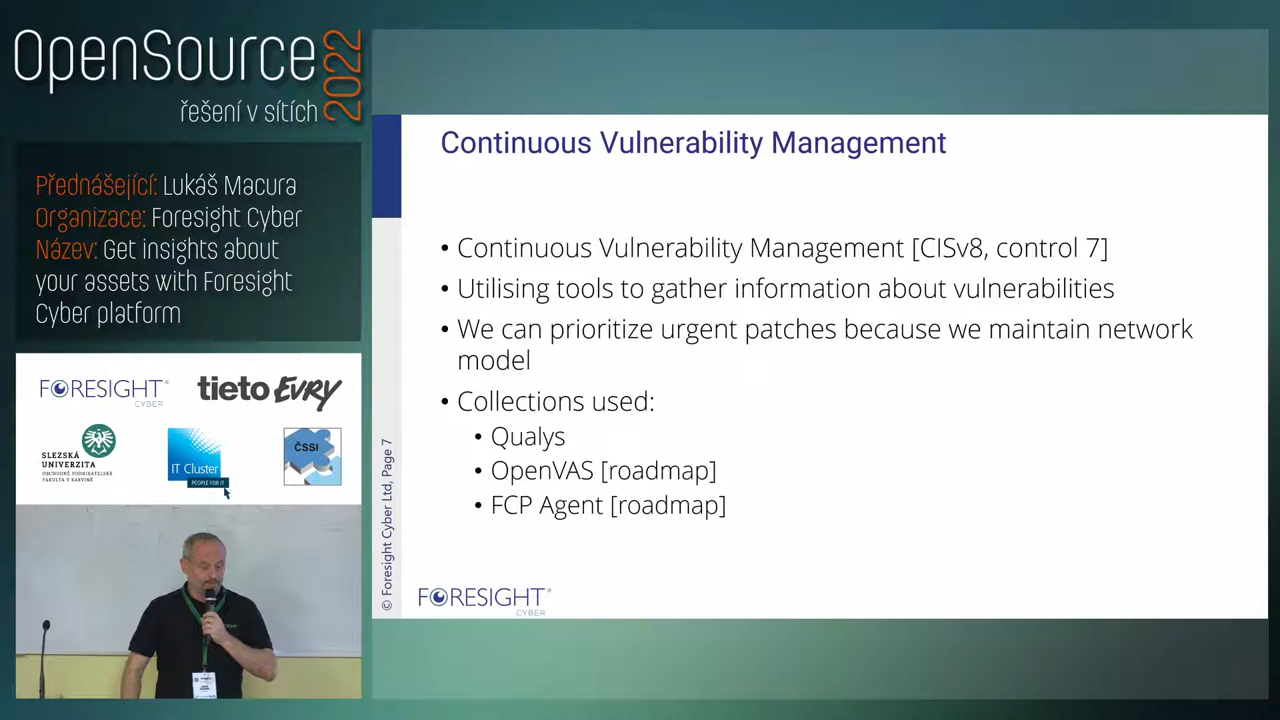 OpenSource
2022
řešení v sítích
Přednášející: Lukáš Macura
Organizace: Foresight Cyber
Název: Get insights about
your assets with Foresight
Cyber platform
FORESIGHT®
CYBER
tieto Evry
SLEZSKÁ
UNIVERZITA
OBCHODNĚ PODNIKATELSKÁ
FAKULTA V KARVINÉ
IT Cluster
PEOPLE FOR IT
ČSSI
Continuous Vulnerability Management
• Continuous Vulnerability Management [CISv8, control 7]
• Utilising tools to gather information about vulnerabilities
• We can prioritize urgent patches because we maintain network
model
• Collections used:
• Qualys
• OpenVAS [roadmap]
• FCP Agent [roadmap]
© Foresight Cyber Ltd, Page 7
FORESIGHT®
CYBER